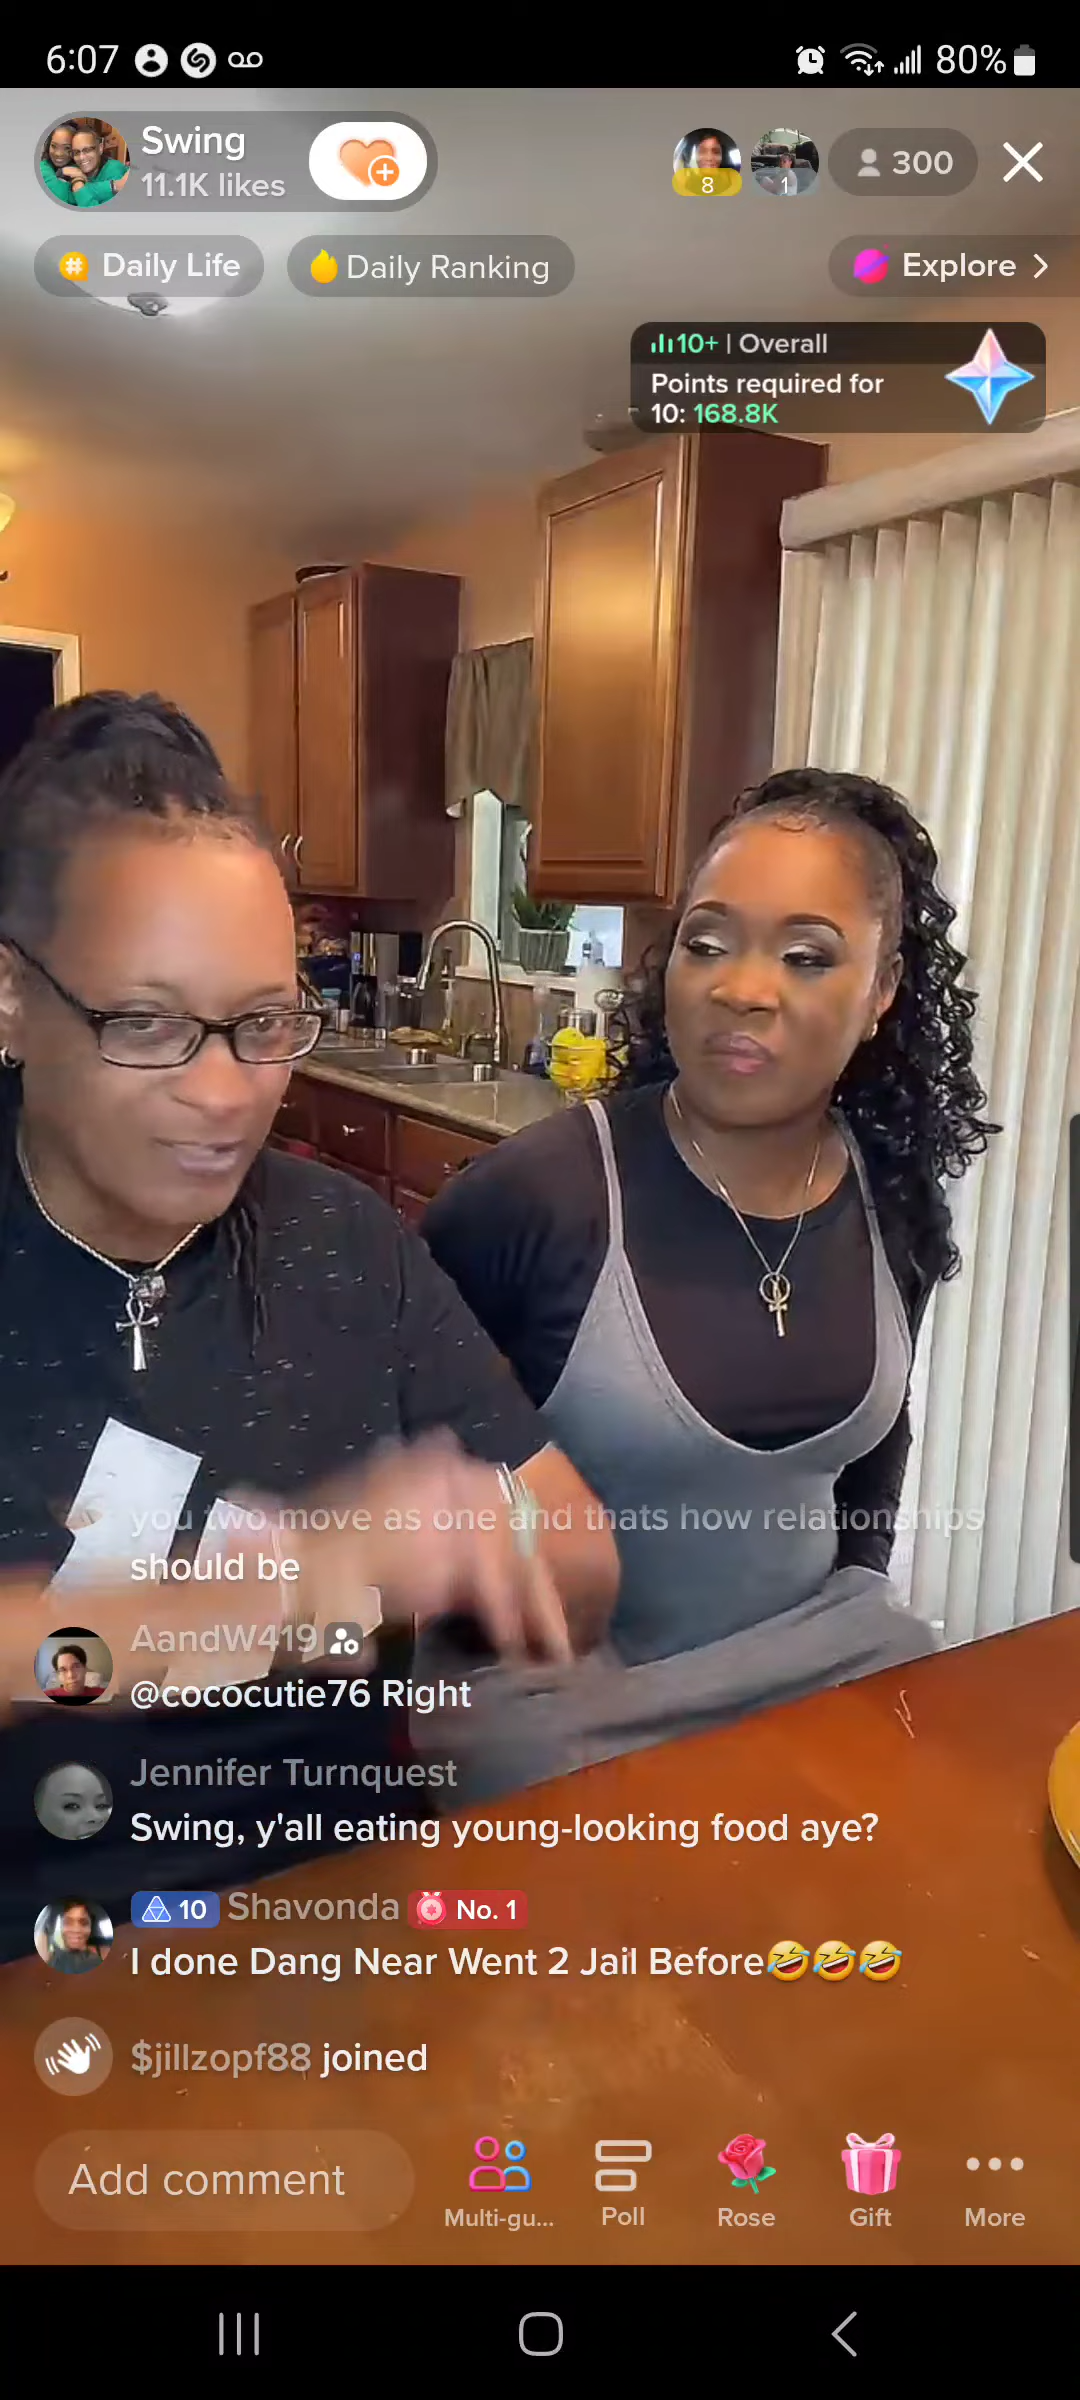 6:07
80%
Swing
11.1K likes
8
1
300
Daily Life
Daily Ranking
Explore
10+ | Overall
Points required for
10: 168.8K
you two move as one and thats how relationships
should be
AandW419
@cococutie76 Right
Jennifer Turnquest
Swing, y'all eating young-looking food aye?
10 Shavonda No. 1
I done Dang Near Went 2 Jail Before🤣🤣🤣
$jillzopf88 joined
Add comment
Multi-gu...
Poll
Rose
Gift
More